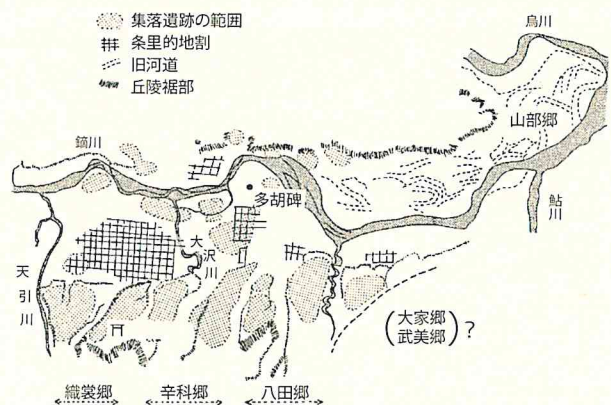 集落遺跡の範囲
条里的地割
旧河道
丘陵裾部
烏川
山部郷
鏑川
多胡碑
鮎川
大沢川
天引川
(大家郷
武美郷)?
織裳郷 辛科郷 八田郷